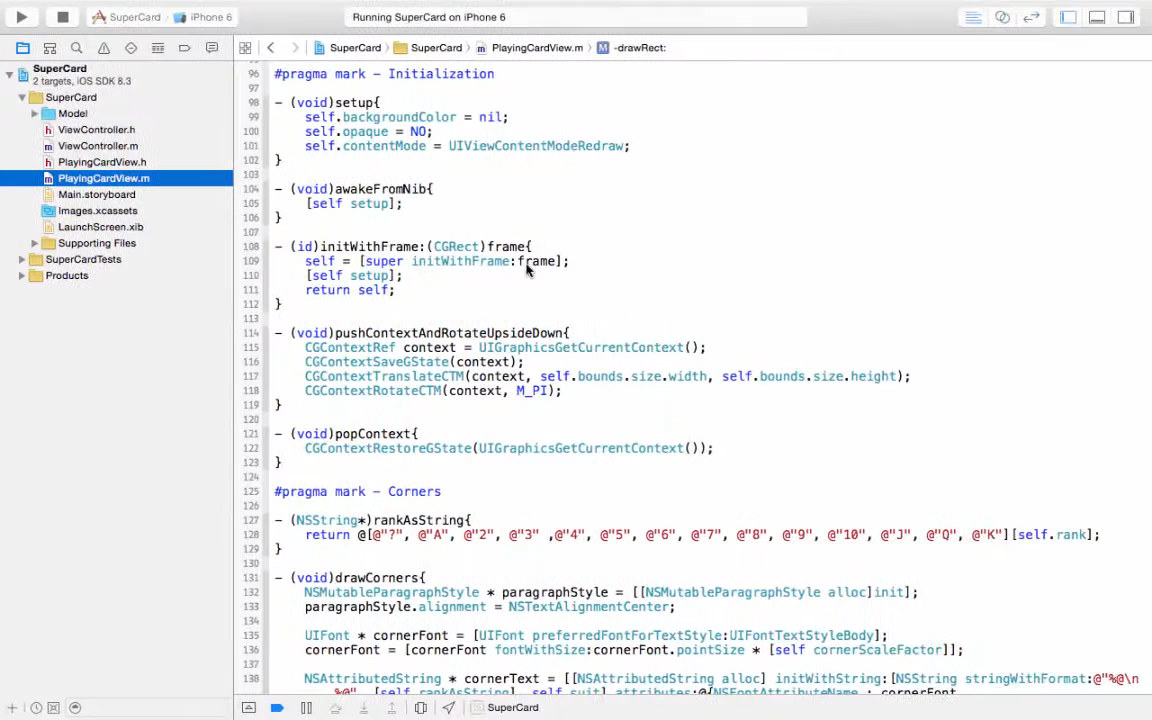 SuperCard iPhone 6
Running SuperCard on iPhone 6
SuperCard SuperCard PlayingCardView.m -drawRect:
SuperCard
2 targets, iOS SDK 8.3
SuperCard
Model
ViewController.h
ViewController.m
PlayingCardView.h
PlayingCardView.m
Main.storyboard
Images.xcassets
LaunchScreen.xib
Supporting Files
SuperCardTests
Products
96 #pragma mark - Initialization
97
98 - (void)setup{
99 self.backgroundColor = nil;
100 self.opaque = NO;
101 self.contentMode = UIViewContentModeRedraw;
102 }
103
104 - (void)awakeFromNib{
105 [self setup];
106 }
107
108 - (id)initWithFrame:(CGRect)frame{
109 self = [super initWithFrame:frame];
110 [self setup];
111 return self;
112 }
113
114 - (void)pushContextAndRotateUpsideDown{
115 CGContextRef context = UIGraphicsGetCurrentContext();
116 CGContextSaveGState(context);
117 CGContextTranslateCTM(context, self.bounds.size.width, self.bounds.size.height);
118 CGContextRotateCTM(context, M_PI);
119 }
120
121 - (void)popContext{
122 CGContextRestoreGState(UIGraphicsGetCurrentContext());
123 }
124
125 #pragma mark - Corners
126
127 - (NSString*)rankAsString{
128 return @[@"?", @"A", @"2", @"3" ,@"4", @"5", @"6", @"7", @"8", @"9", @"10", @"J", @"Q", @"K"][self.rank];
129 }
130
131 - (void)drawCorners{
132 NSMutableParagraphStyle * paragraphStyle = [[NSMutableParagraphStyle alloc]init];
133 paragraphStyle.alignment = NSTextAlignmentCenter;
134
135 UIFont * cornerFont = [UIFont preferredFontForTextStyle:UIFontTextStyleBody];
136 cornerFont = [cornerFont fontWithSize:cornerFont.pointSize * [self cornerScaleFactor]];
137
138 NSAttributedString * cornerText = [[NSAttributedString alloc] initWithString:[NSString stringWithFormat:@"%@\n
%@", [self rankAsString], self.suit] attributes:@{NSFontAttributeName : cornerFont,
SuperCard